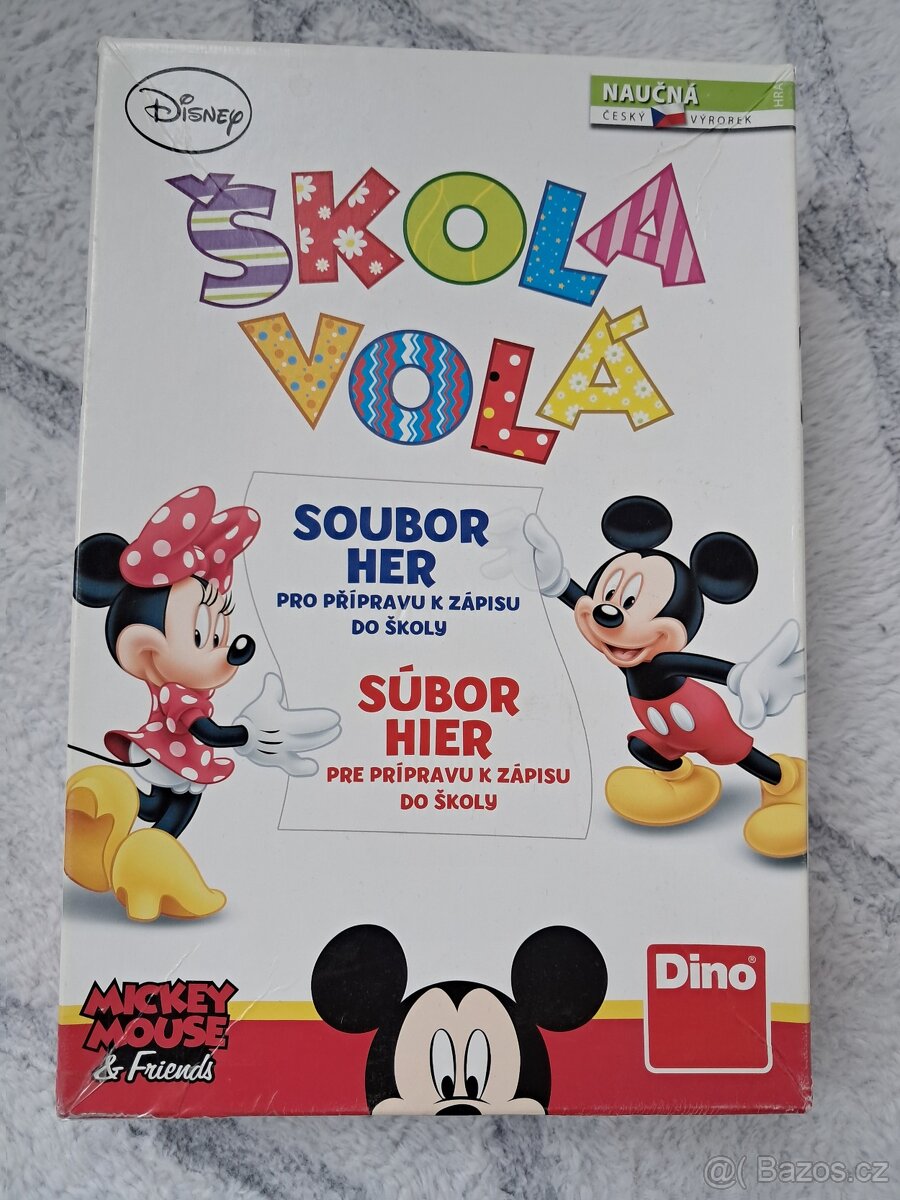 Disney
NAUČNÁ
HRA
ČESKÝ VÝROBEK
ŠKOLA
VOLÁ
SOUBOR
HER
PRO PŘÍPRAVU K ZÁPISU
DO ŠKOLY
SÚBOR
HIER
PRE PRÍPRAVU K ZÁPISU
DO ŠKOLY
MICKEY
MOUSE
& Friends
Dino®
@( Bazos.cz